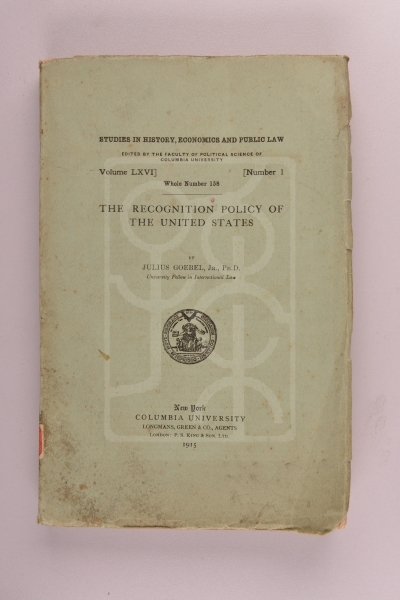 STUDIES IN HISTORY, ECONOMICS AND PUBLIC LAW
EDITED BY THE FACULTY OF POLITICAL SCIENCE OF
COLUMBIA UNIVERSITY
Volume LXVI] [Number 1
Whole Number 158
THE RECOGNITION POLICY OF
THE UNITED STATES
BY
JULIUS GOEBEL, JR., PH.D.
University Fellow in International Law
New York
COLUMBIA UNIVERSITY
LONGMANS, GREEN & CO., AGENTS
LONDON: P. S. KING & SON, LTD.
1915